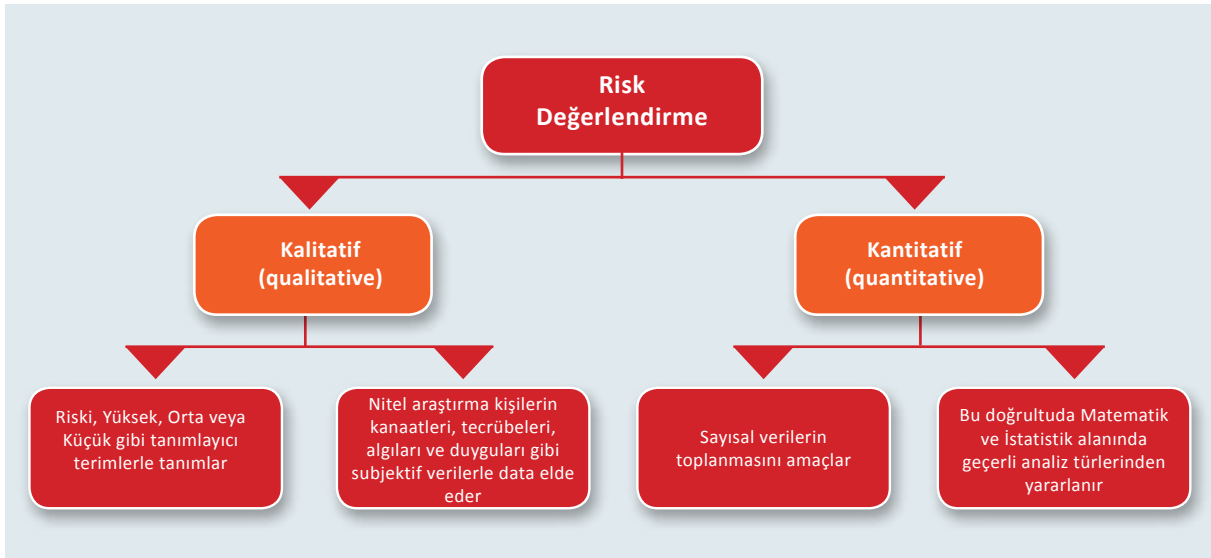 Risk
Değerlendirme
Kalitatif
(qualitative)
Kantitatif
(quantitative)
Riski, Yüksek, Orta veya
Küçük gibi tanımlayıcı
terimlerle tanımlar
Nitel araştırma kişilerin
kanaatleri, tecrübeleri,
algıları ve duyguları gibi
subjektif verilerle data elde
eder
Sayısal verilerin
toplanmasını amaçlar
Bu doğrultuda Matematik
ve İstatistik alanında
geçerli analiz türlerinden
yararlanır